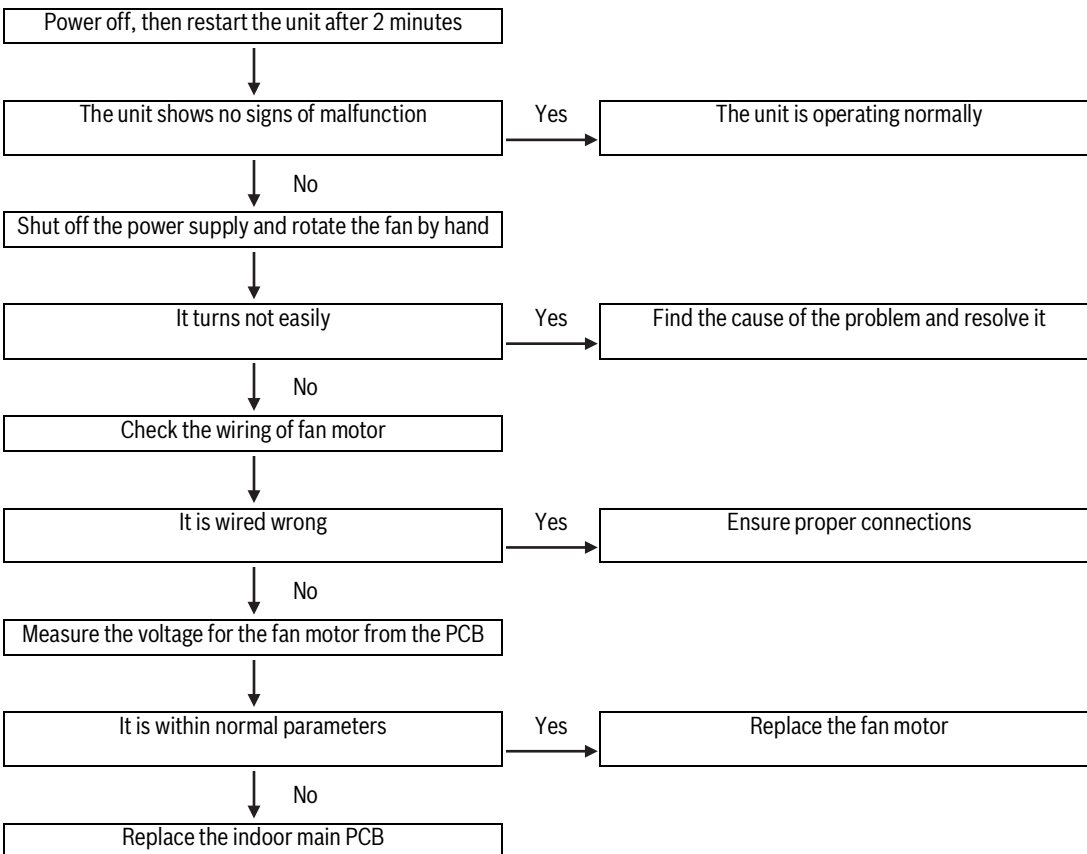 Power off, then restart the unit after 2 minutes
The unit shows no signs of malfunction
Yes
The unit is operating normally
No
Shut off the power supply and rotate the fan by hand
It turns not easily
Yes
Find the cause of the problem and resolve it
No
Check the wiring of fan motor
It is wired wrong
Yes
Ensure proper connections
No
Measure the voltage for the fan motor from the PCB
It is within normal parameters
Yes
Replace the fan motor
No
Replace the indoor main PCB